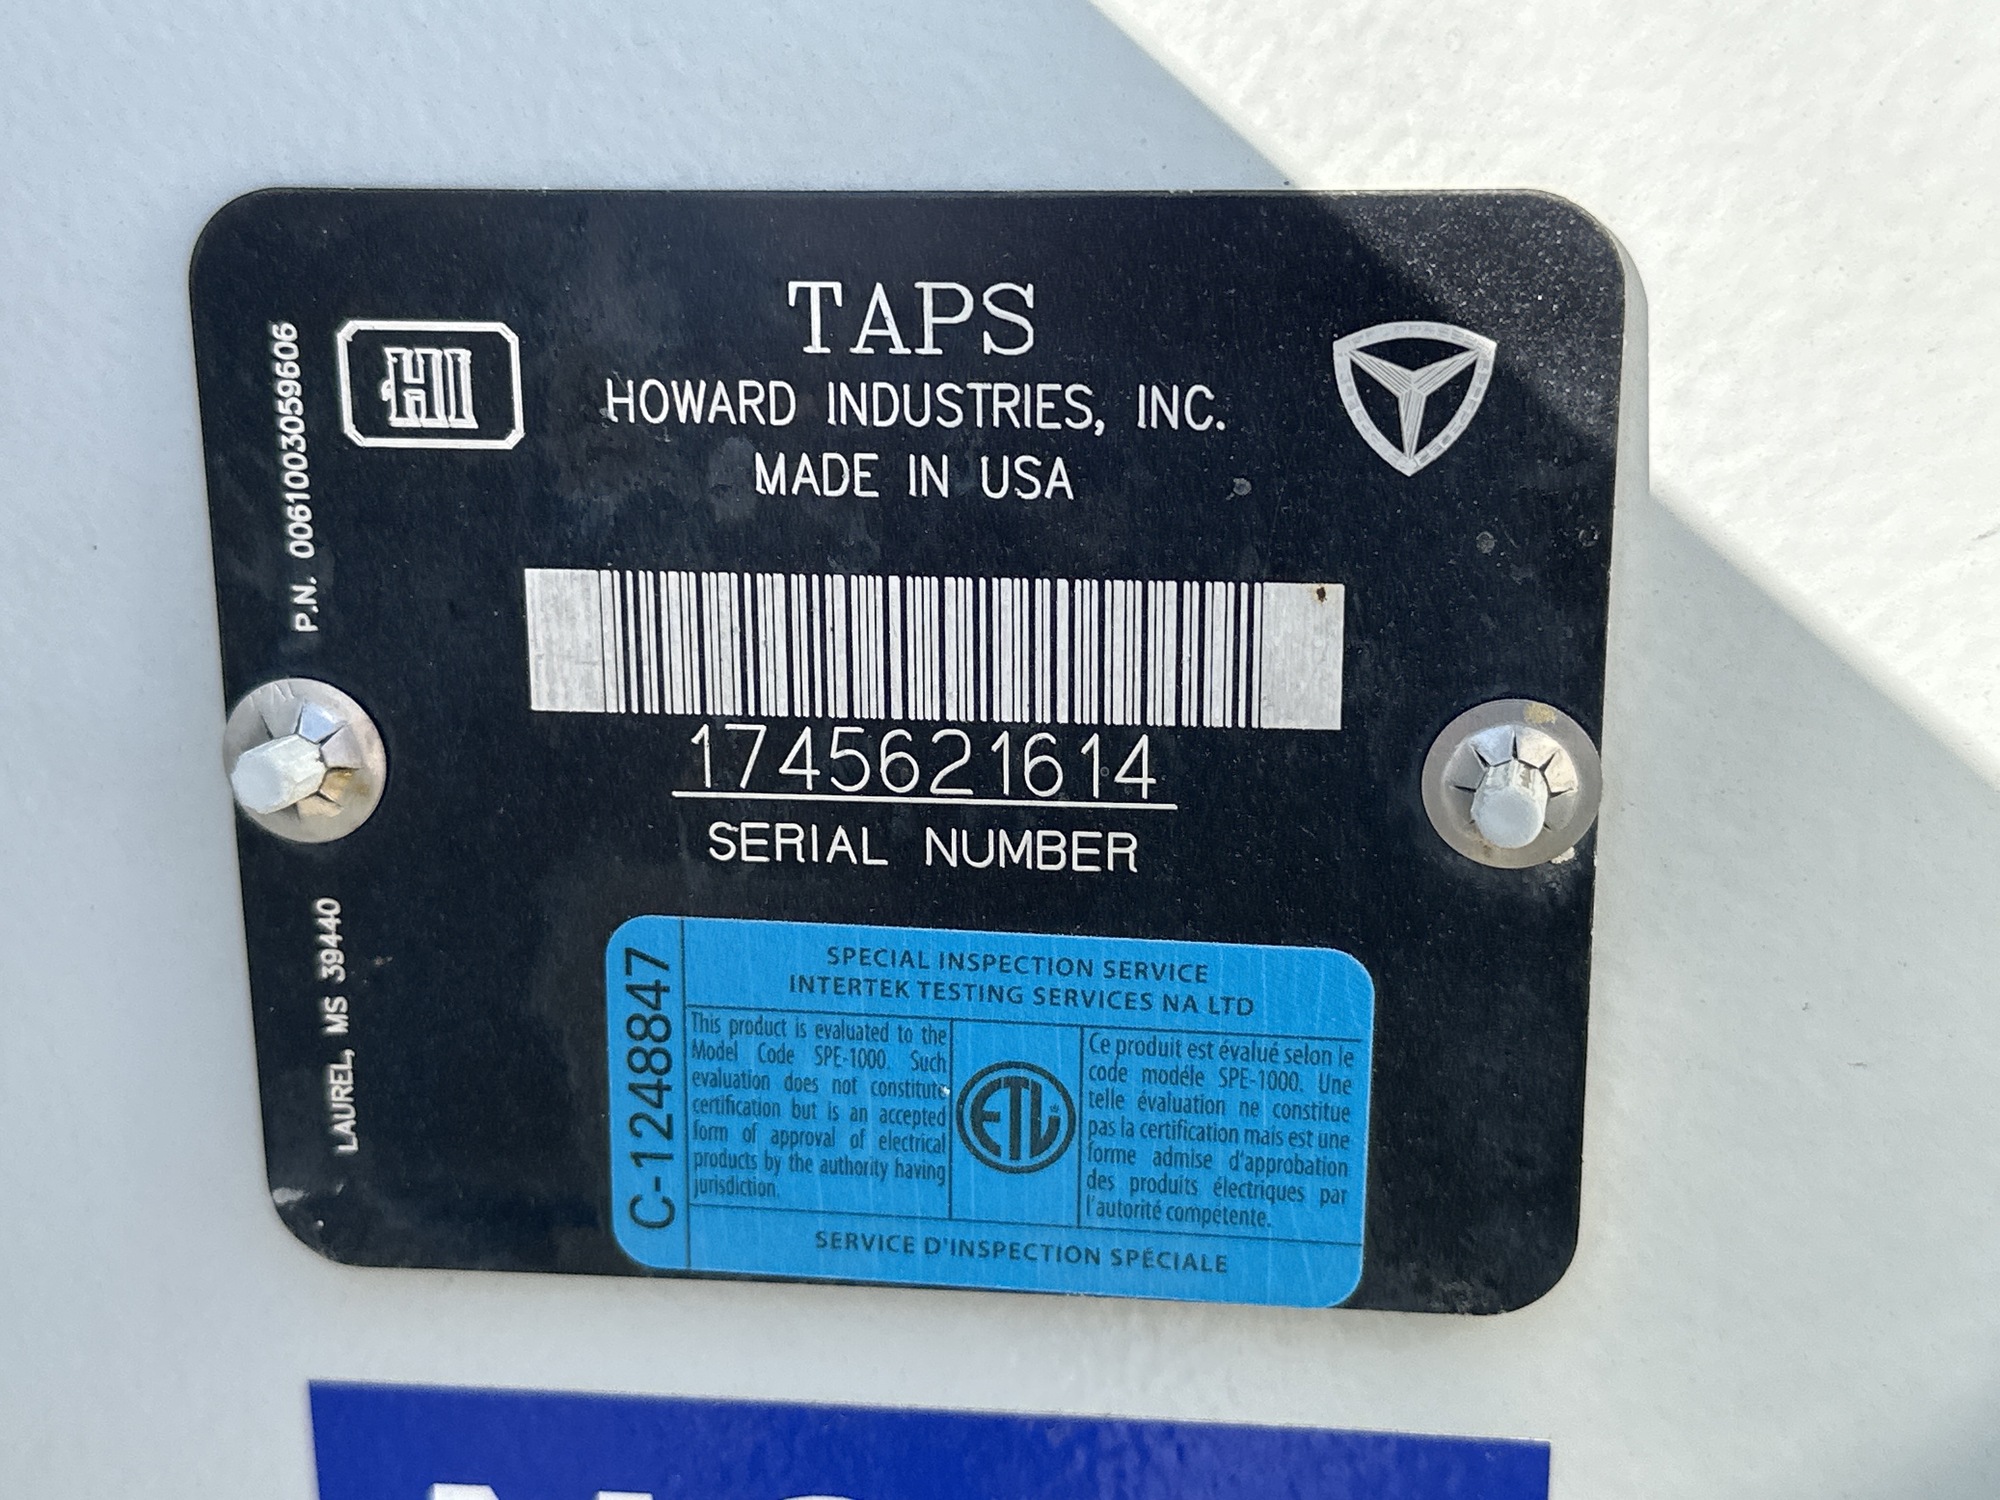 TAPS
HOWARD INDUSTRIES, INC.
MADE IN USA
P.N. 0061003059606
HI
1745621614
SERIAL NUMBER
LAUREL, MS 39440
C-1248847
SPECIAL INSPECTION SERVICE
INTERTEK TESTING SERVICES NA LTD
This product is evaluated to the
Model Code SPE-1000. Such
evaluation does not constitute
certification but is an accepted
form of approval of electrical
products by the authority having
jurisdiction.
ETL
Ce produit est évalué selon le
code modéle SPE-1000. Une
telle évaluation ne constitue
pas la certification mais est une
forme admise d'approbation
des produits électriques par
l'autorité compétente.
SERVICE D'INSPECTION SPÉCIALE